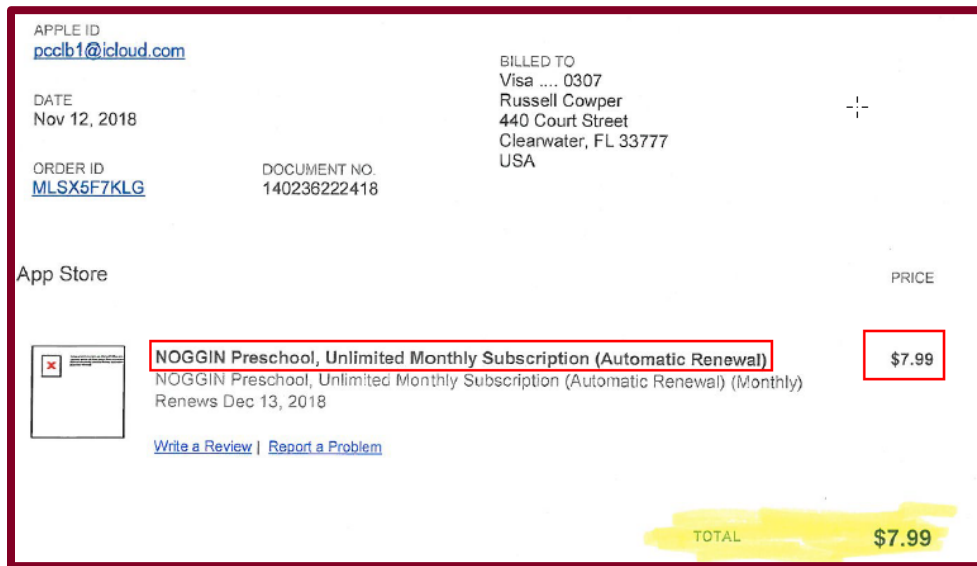 APPLE ID
pcclb1@icloud.com
DATE
Nov 12, 2018
ORDER ID
MLSX5F7KLG
DOCUMENT NO.
140236222418
BILLED TO
Visa .... 0307
Russell Cowper
440 Court Street
Clearwater, FL 33777
USA
App Store
PRICE
NOGGIN Preschool, Unlimited Monthly Subscription (Automatic Renewal)
$7.99
NOGGIN Preschool, Unlimited Monthly Subscription (Automatic Renewal) (Monthly)
Renews Dec 13, 2018
Write a Review | Report a Problem
TOTAL
$7.99